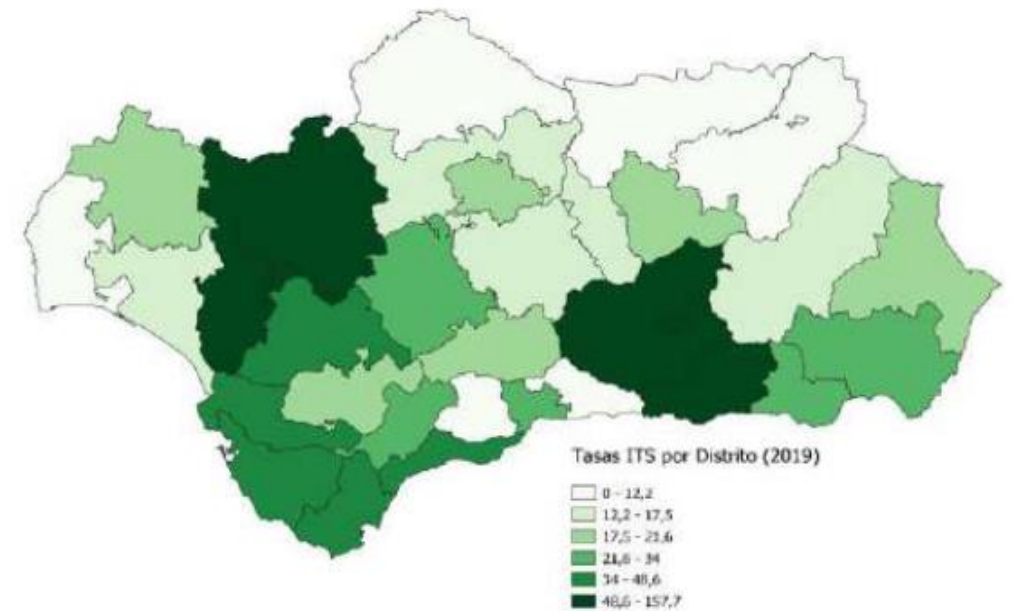 Tasas ITS por Distrito (2019)
0 - 12,2
12,2 - 17,5
17,5 - 21,6
21,6 - 34
34 - 48,6
48,6 - 157,7